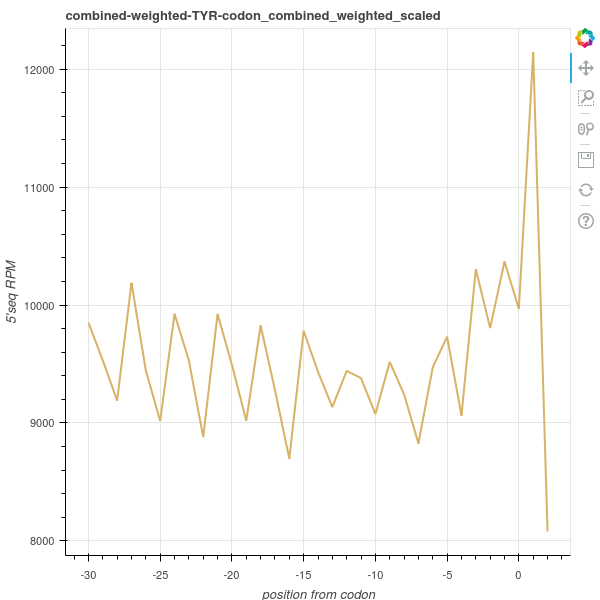 combined-weighted-TYR-codon_combined_weighted_scaled
12000
11000
10000
9000
8000
5'seq RPM
-30 -25 -20 -15 -10 -5 0
position from codon
?